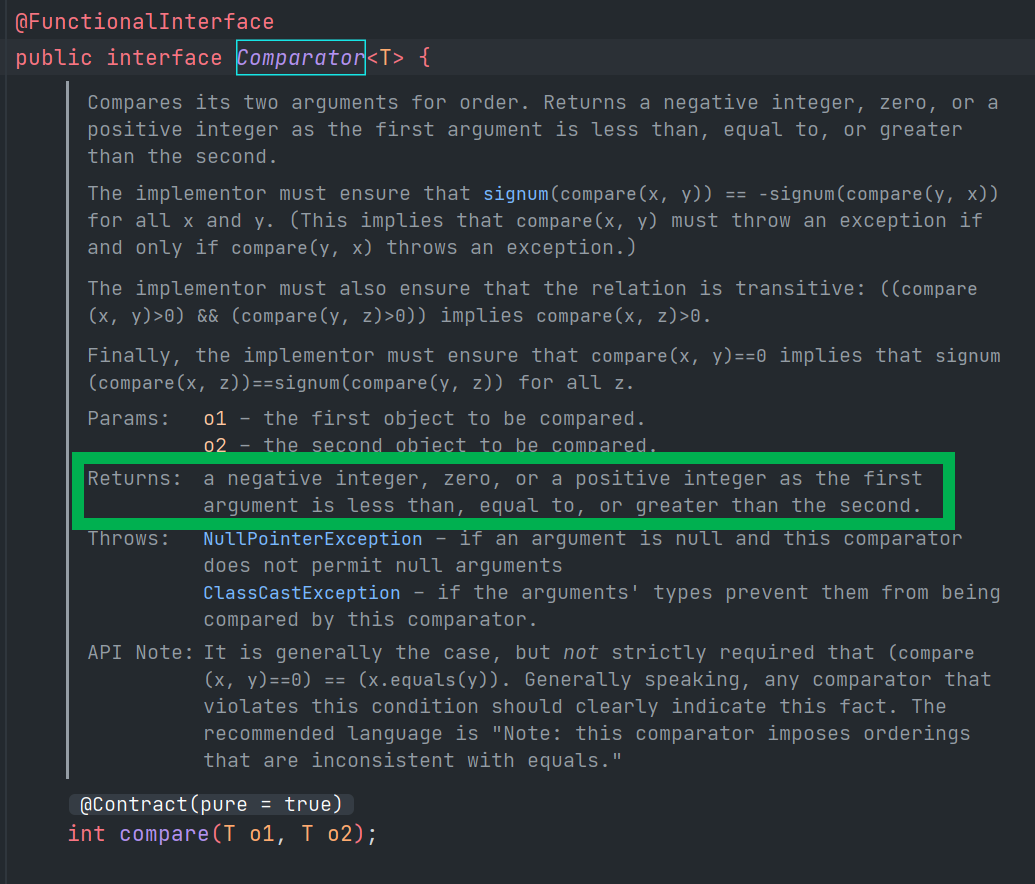 @FunctionalInterface
public interface Comparator<T> {
Compares its two arguments for order. Returns a negative integer, zero, or a
positive integer as the first argument is less than, equal to, or greater
than the second.
The implementor must ensure that signum(compare(x, y)) == -signum(compare(y, x))
for all x and y. (This implies that compare(x, y) must throw an exception if
and only if compare(y, x) throws an exception.)
The implementor must also ensure that the relation is transitive: ((compare
(x, y)>0) && (compare(y, z)>0)) implies compare(x, z)>0.
Finally, the implementor must ensure that compare(x, y)==0 implies that signum
(compare(x, z))==signum(compare(y, z)) for all z.
Params: o1 – the first object to be compared.
o2 – the second object to be compared.
Returns: a negative integer, zero, or a positive integer as the first
argument is less than, equal to, or greater than the second.
Throws: NullPointerException – if an argument is null and this comparator
does not permit null arguments
ClassCastException – if the arguments' types prevent them from being
compared by this comparator.
API Note: It is generally the case, but not strictly required that (compare
(x, y)==0) == (x.equals(y)). Generally speaking, any comparator that
violates this condition should clearly indicate this fact. The
recommended language is "Note: this comparator imposes orderings
that are inconsistent with equals."
@Contract(pure = true)
int compare(T o1, T o2);